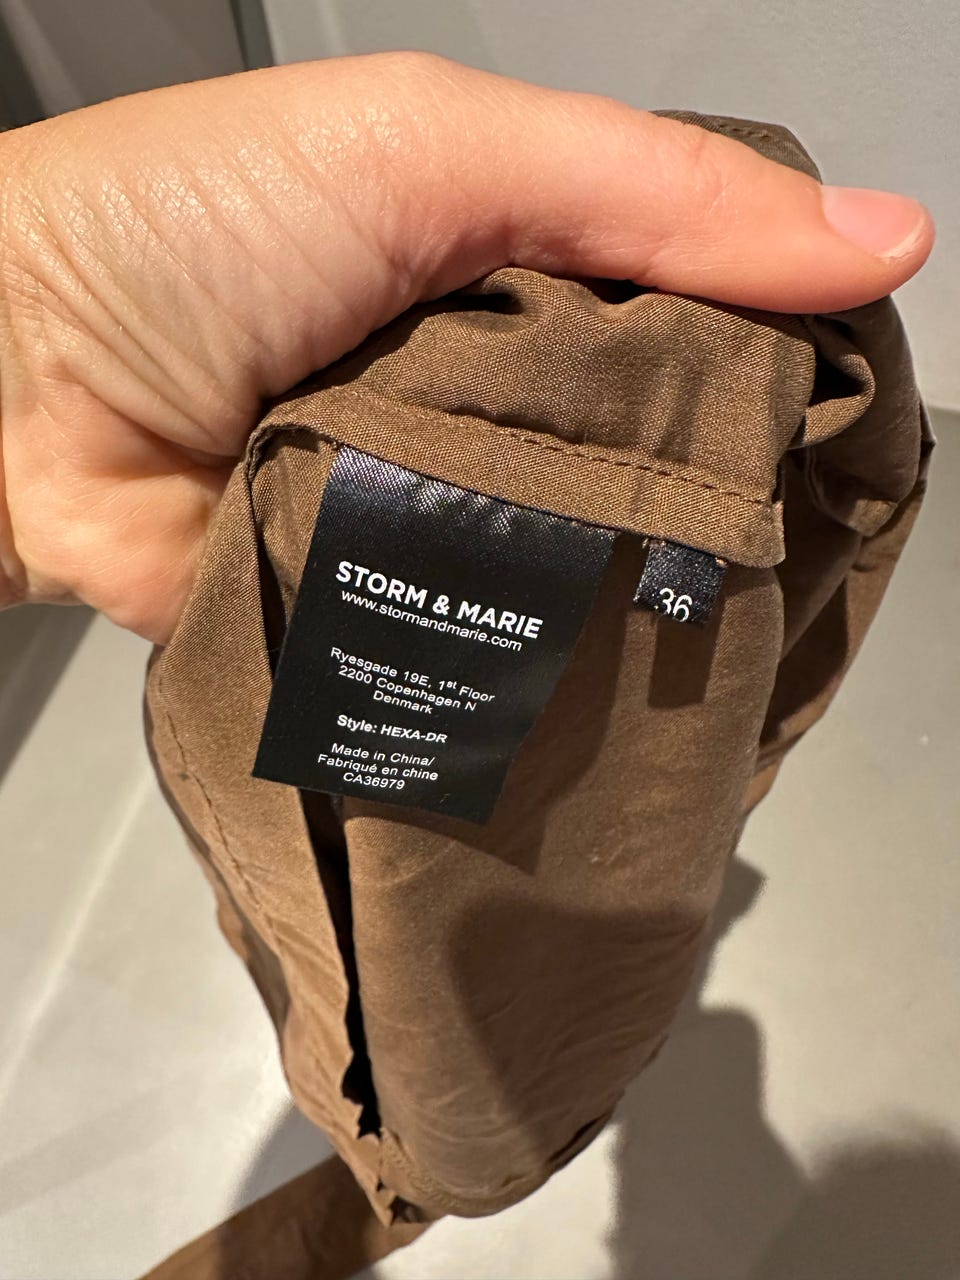 STORM & MARIE
www.stormandmarie.com
Ryesgade 19E, 1st Floor
2200 Copenhagen N
Denmark
Style: HEXA-DR
Made in China/
Fabriqué en chine
CA36979
36